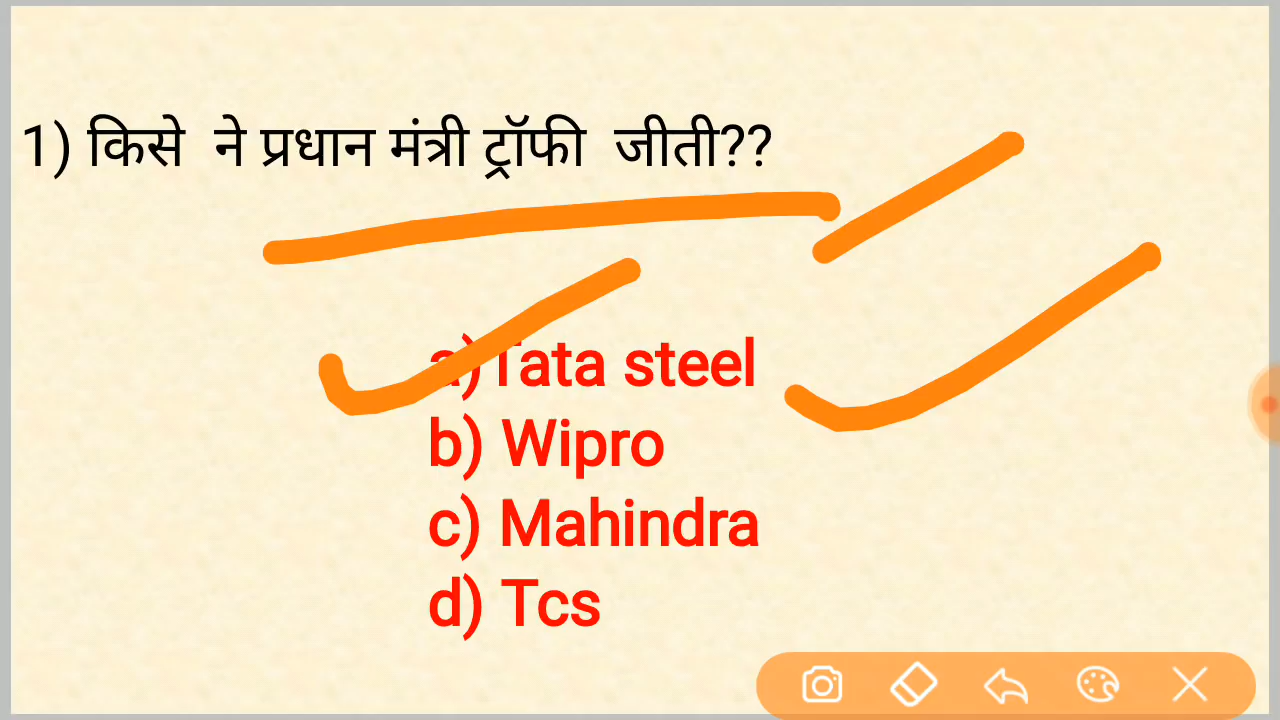 1) किसे ने प्रधान मंत्री ट्रॉफी जीती??
a)Tata steel
b) Wipro
c) Mahindra
d) Tcs